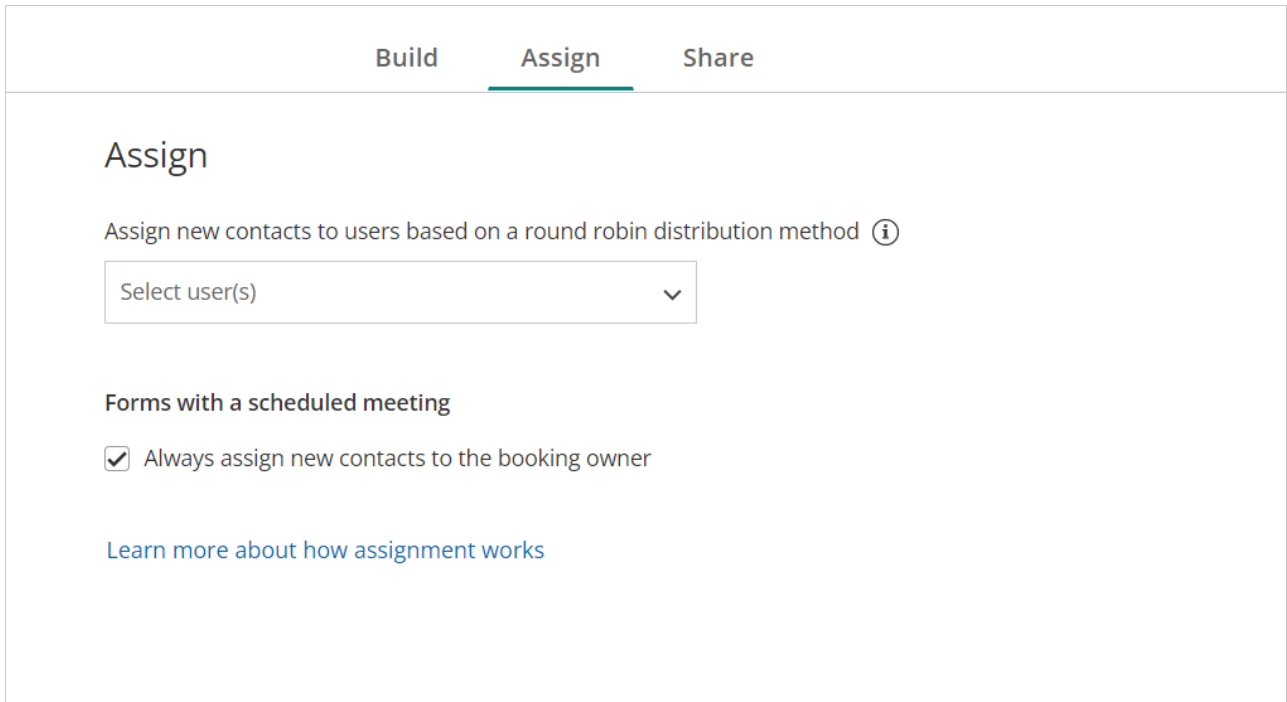 Build Assign Share
Assign
Assign new contacts to users based on a round robin distribution method
Select user(s)
Forms with a scheduled meeting
Always assign new contacts to the booking owner
Learn more about how assignment works